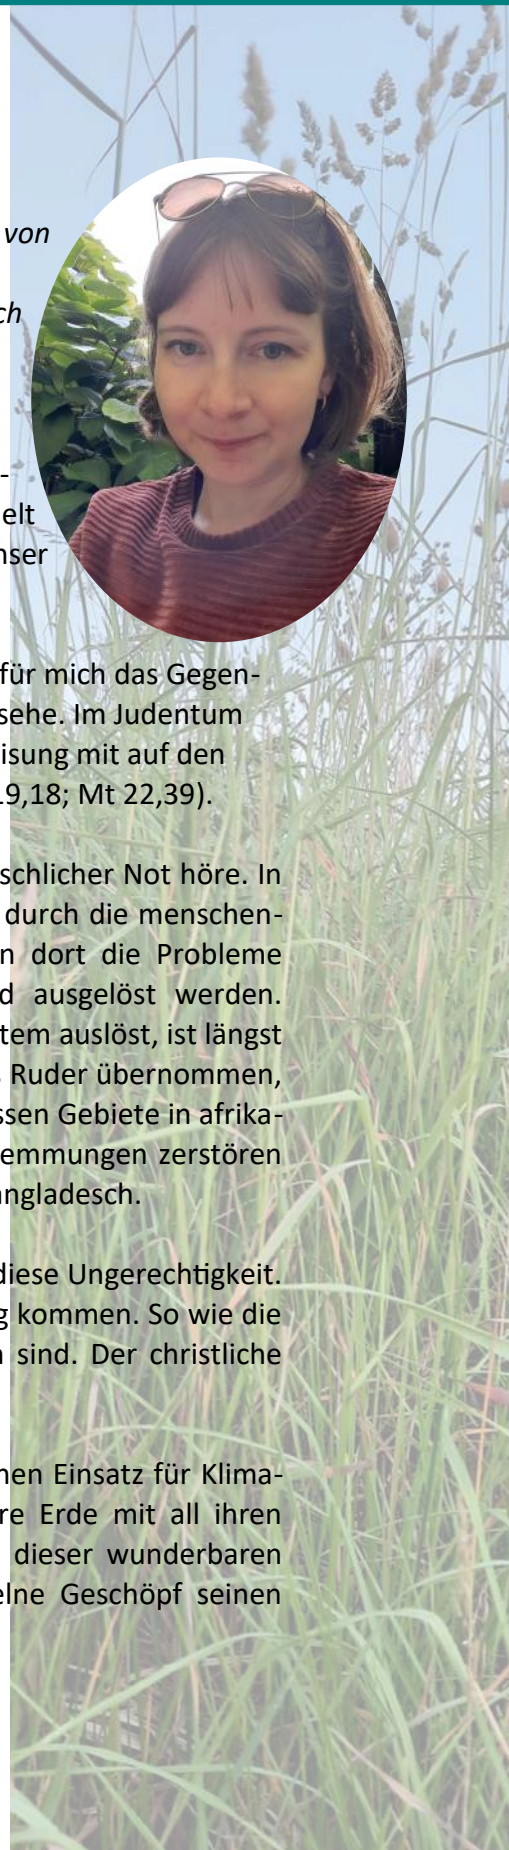 von
ch
-
elt
nser
für mich das Gegen-
sehe. Im Judentum
isung mit auf den
19,18; Mt 22,39).
schlicher Not höre. In
durch die menschen-
n dort die Probleme
d ausgelöst werden.
tem auslöst, ist längst
s Ruder übernommen,
ssen Gebiete in afrika-
emmungen zerstören
angladesch.
diese Ungerechtigkeit.
g kommen. So wie die
n sind. Der christliche
nen Einsatz für Klima-
re Erde mit all ihren
dieser wunderbaren
elne Geschöpf seinen